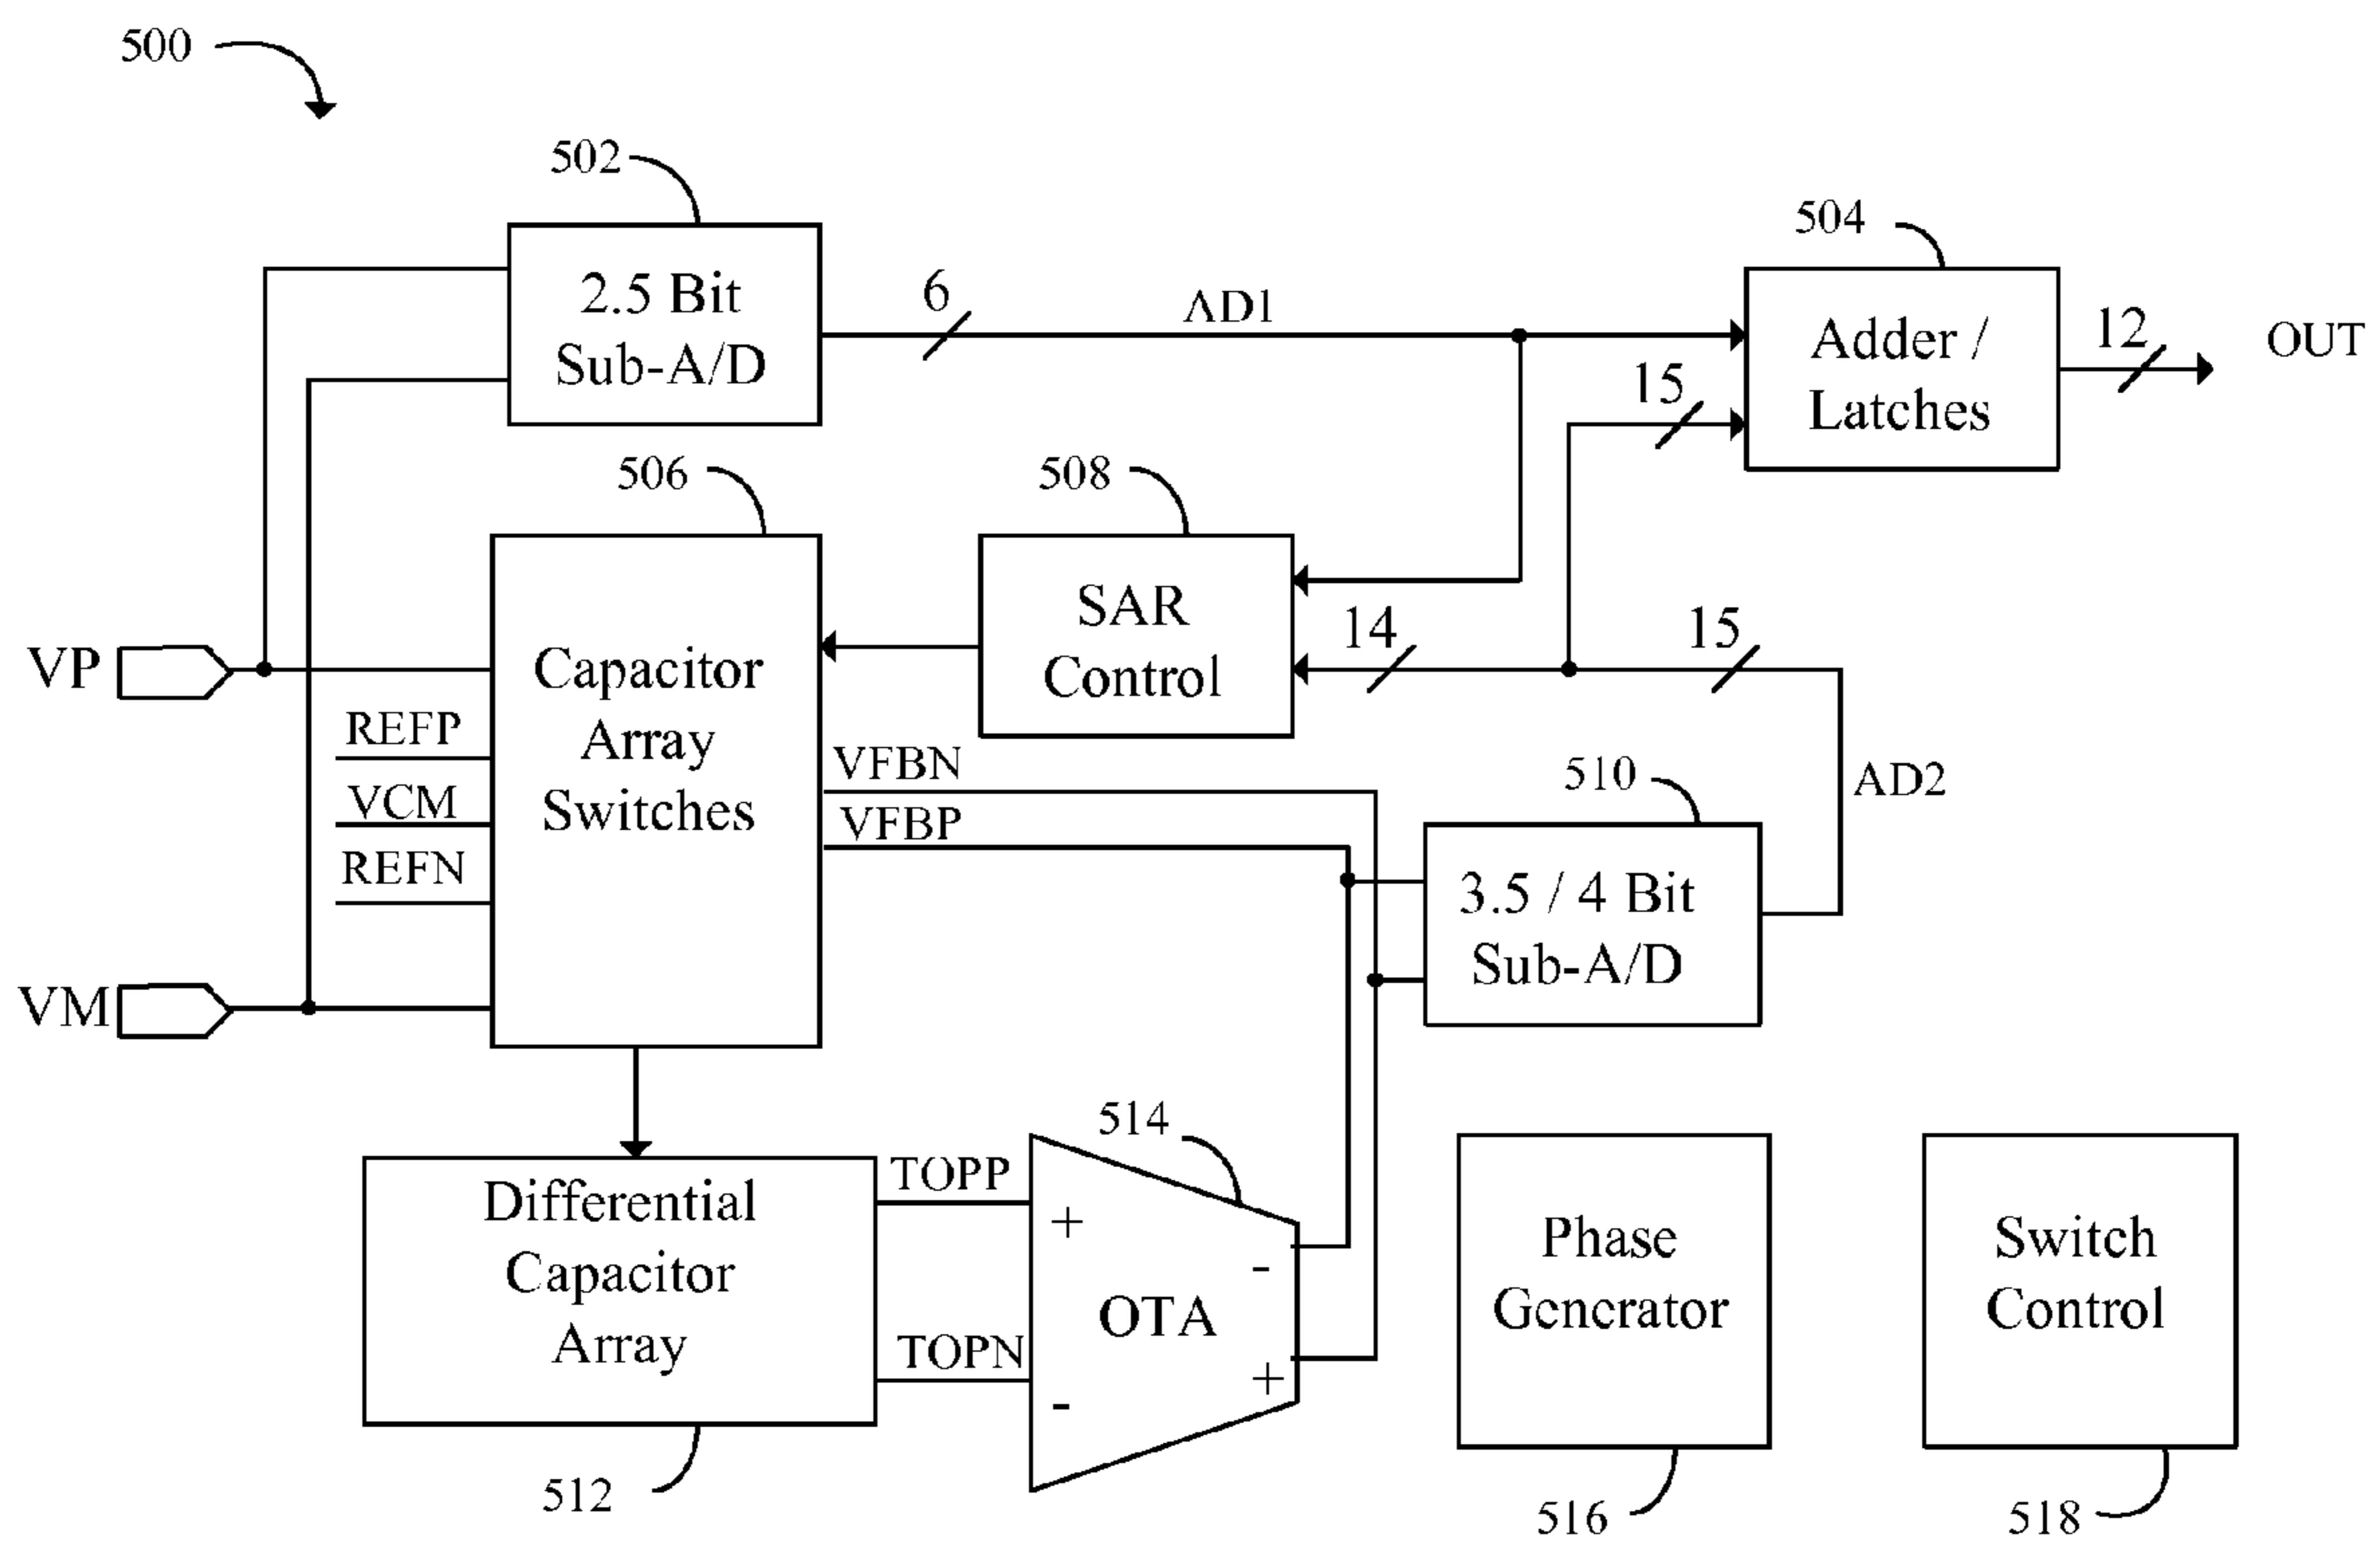 500
502
2.5 Bit
Sub-A/D
6
AD1
504
Adder /
Latches
12
OUT
15
506
508
Capacitor
Array
Switches
SAR
Control
14
15
VP
REFP
VCM
REFN
VM
VFBN
VFBP
510
AD2
3.5 / 4 Bit
Sub-A/D
Differential
Capacitor
Array
512
TOPP
TOPN
514
+
-
OTA
-
+
Phase
Generator
516
Switch
Control
518